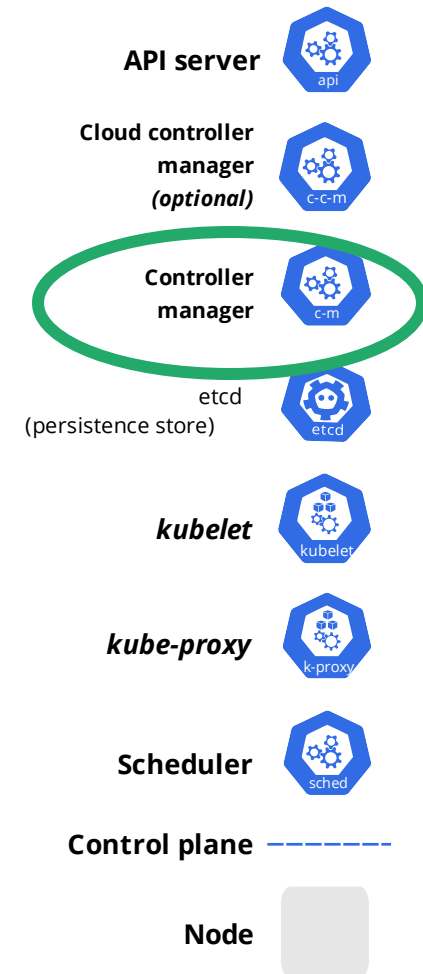 API server
api
Cloud controller
manager
(optional)
c-c-m
Controller
manager
c-m
etcd
(persistence store)
etcd
kubelet
kubelet
kube-proxy
k-proxy
Scheduler
sched
Control plane
Node